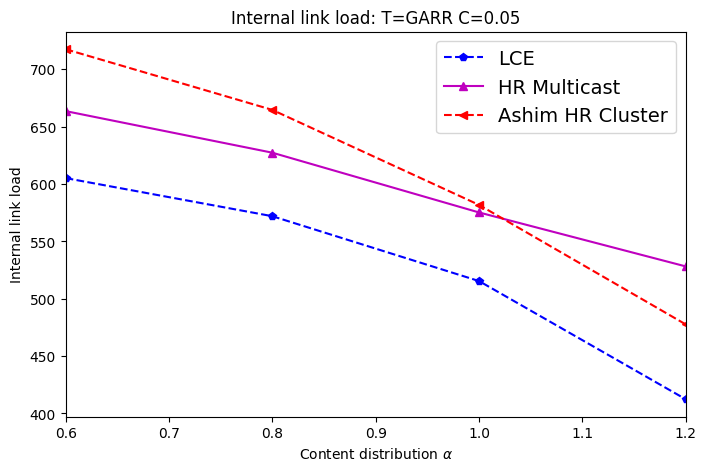 Internal link load: T=GARR C=0.05
LCE
HR Multicast
Ashim HR Cluster
Internal link load
700
650
600
550
500
450
400
0.6
0.7
0.8
0.9
1.0
1.1
1.2
Content distribution α